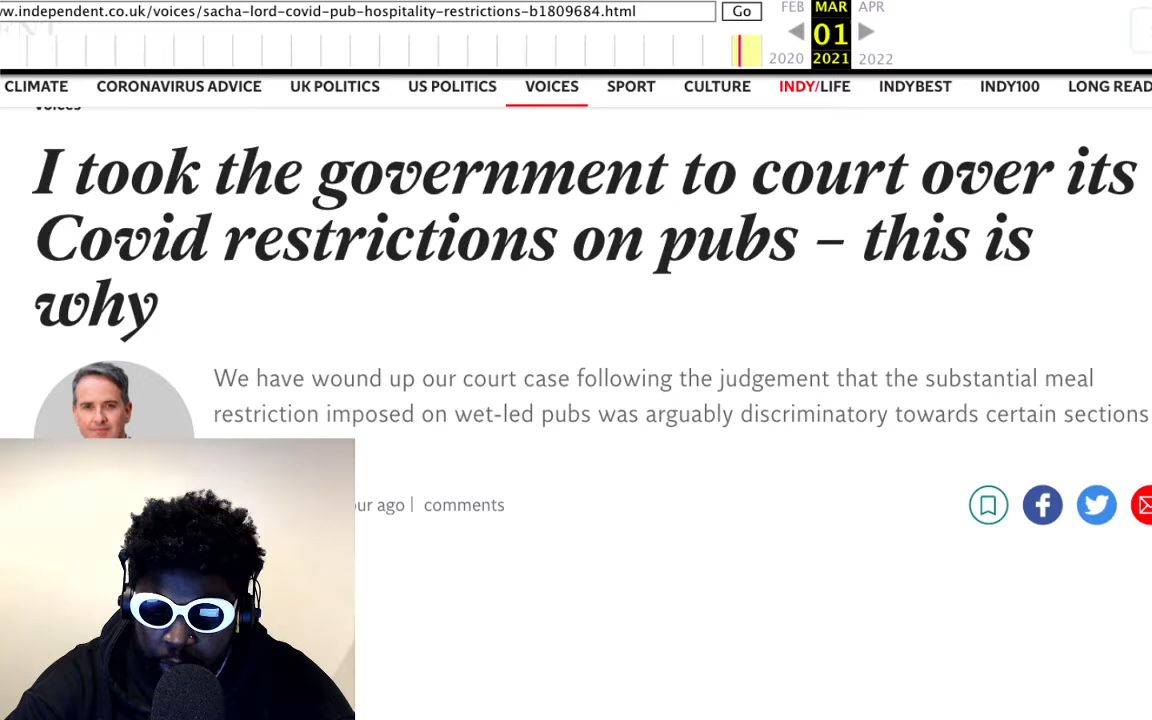 w.independent.co.uk/voices/sacha-lord-covid-pub-hospitality-restrictions-b1809684.html Go
FEB MAR APR
01
2020 2021 2022
CLIMATE CORONAVIRUS ADVICE UK POLITICS US POLITICS VOICES SPORT CULTURE INDY/LIFE INDYBEST INDY100 LONG READ
Voices
I took the government to court over its
Covid restrictions on pubs – this is
why
We have wound up our court case following the judgement that the substantial meal
restriction imposed on wet-led pubs was arguably discriminatory towards certain sections
our ago | comments